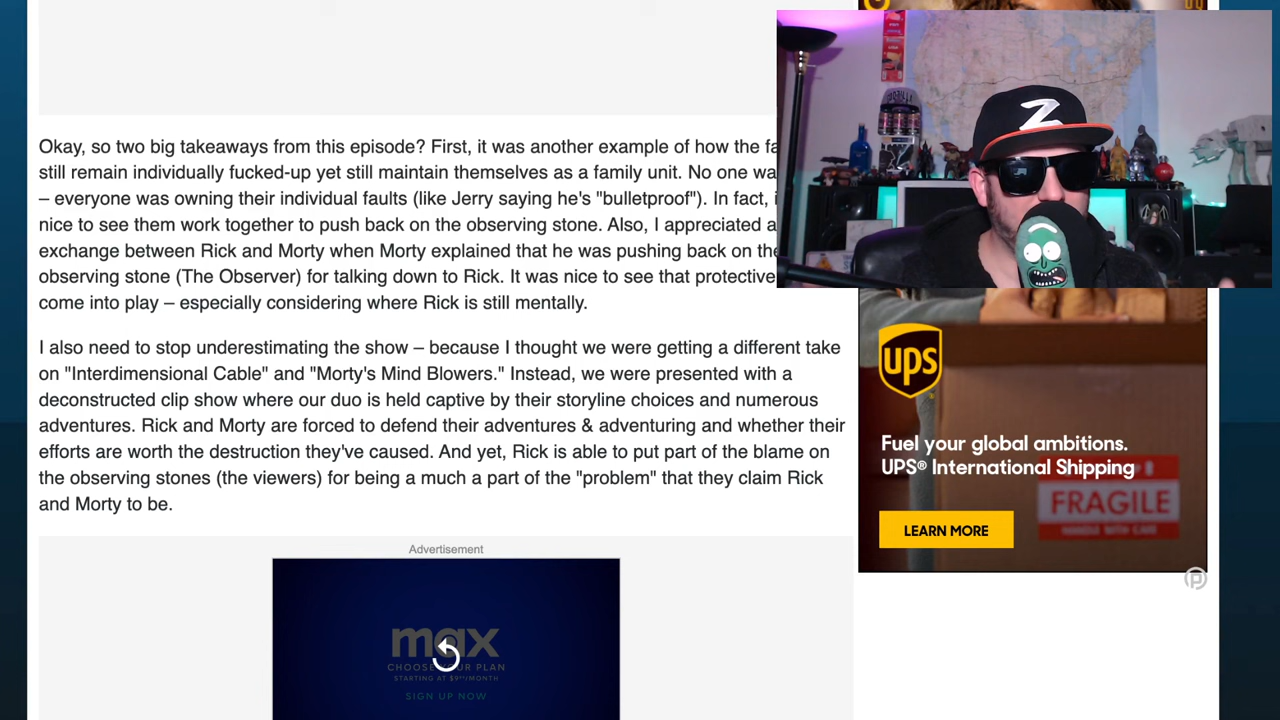 Okay, so two big takeaways from this episode? First, it was another example of how the fa
still remain individually fucked-up yet still maintain themselves as a family unit. No one wa
– everyone was owning their individual faults (like Jerry saying he's "bulletproof"). In fact, i
nice to see them work together to push back on the observing stone. Also, I appreciated a
exchange between Rick and Morty when Morty explained that he was pushing back on the
observing stone (The Observer) for talking down to Rick. It was nice to see that protective
come into play – especially considering where Rick is still mentally.
I also need to stop underestimating the show – because I thought we were getting a different take
on "Interdimensional Cable" and "Morty's Mind Blowers." Instead, we were presented with a
deconstructed clip show where our duo is held captive by their storyline choices and numerous
adventures. Rick and Morty are forced to defend their adventures & adventuring and whether their
efforts are worth the destruction they've caused. And yet, Rick is able to put part of the blame on
the observing stones (the viewers) for being a much a part of the "problem" that they claim Rick
and Morty to be.
Advertisement
max
CHOOSE YOUR PLAN
STARTING AT $9⁹⁹/MONTH
SIGN UP NOW
Z
ups
Fuel your global ambitions.
UPS® International Shipping
FRAGILE
HANDLE WITH CARE
LEARN MORE